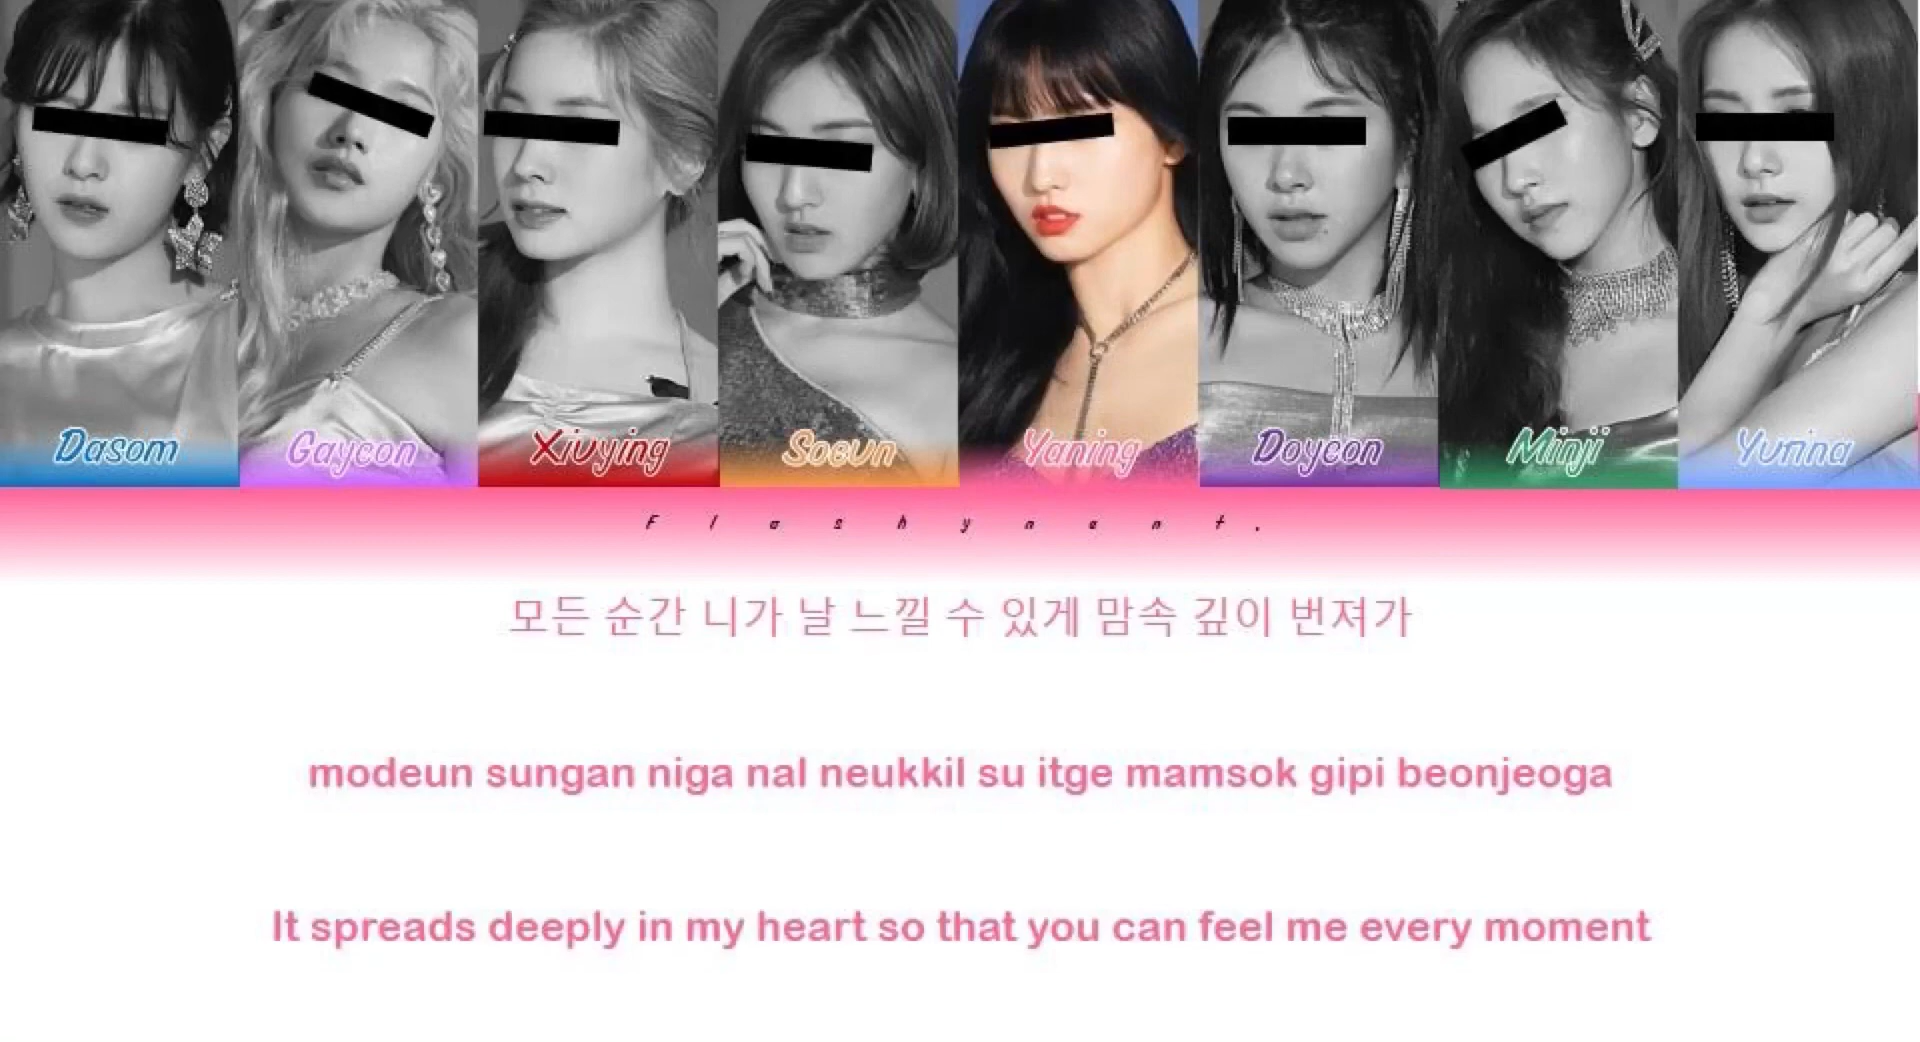 Dasom Gayeon Xiuying Soeun Yaning Doyeon Minji Yurina
Flashynant.
모든 순간 니가 날 느낄 수 있게 맘속 깊이 번져가
modeun sungan niga nal neukkil su itge mamsok gipi beonjeoga
It spreads deeply in my heart so that you can feel me every moment